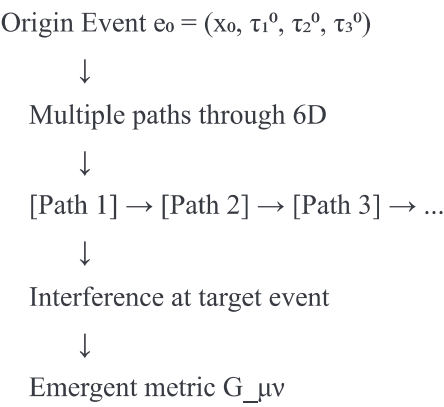 Origin Event e₀ = (x₀, τ₁⁰, τ₂⁰, τ₃⁰)
↓
Multiple paths through 6D
↓
[Path 1] → [Path 2] → [Path 3] → ...
↓
Interference at target event
↓
Emergent metric G_μν